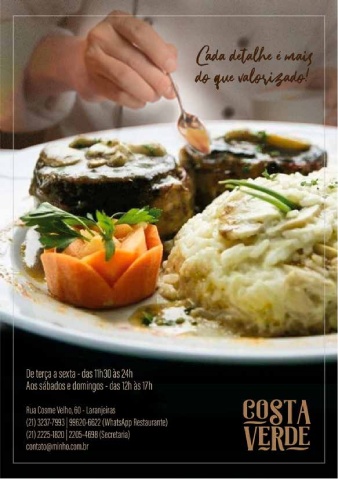 Cada detalhe é mais
do que valorizado!
De terça a sexta - das 11h30 às 24h
Aos sábados e domingos - das 12h às 17h
Rua Cosme Velho, 60 - Laranjeiras
(21) 3237-7993 | 99620-6622 (WhatsApp Restaurante)
(21) 2225-1820 | 2205-4698 (Secretaria)
contato@minho.com.br
COSTA
VERDE